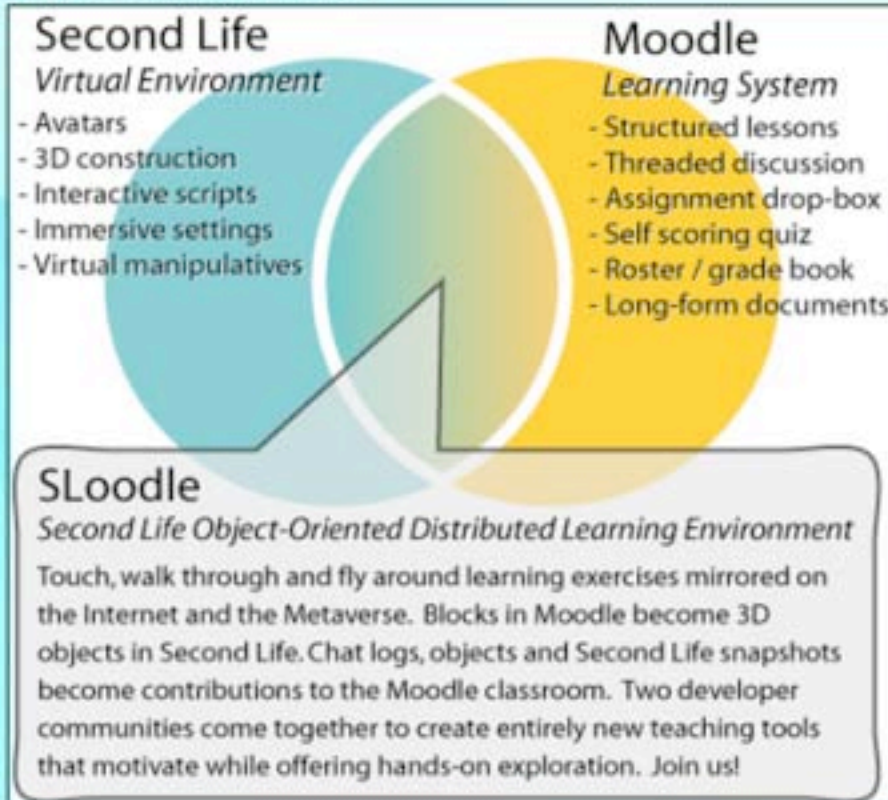 Second Life
Virtual Environment
- Avatars
- 3D construction
- Interactive scripts
- Immersive settings
- Virtual manipulatives
Moodle
Learning System
- Structured lessons
- Threaded discussion
- Assignment drop-box
- Self scoring quiz
- Roster / grade book
- Long-form documents
SLoodle
Second Life Object-Oriented Distributed Learning Environment
Touch, walk through and fly around learning exercises mirrored on
the Internet and the Metaverse. Blocks in Moodle become 3D
objects in Second Life. Chat logs, objects and Second Life snapshots
become contributions to the Moodle classroom. Two developer
communities come together to create entirely new teaching tools
that motivate while offering hands-on exploration. Join us!